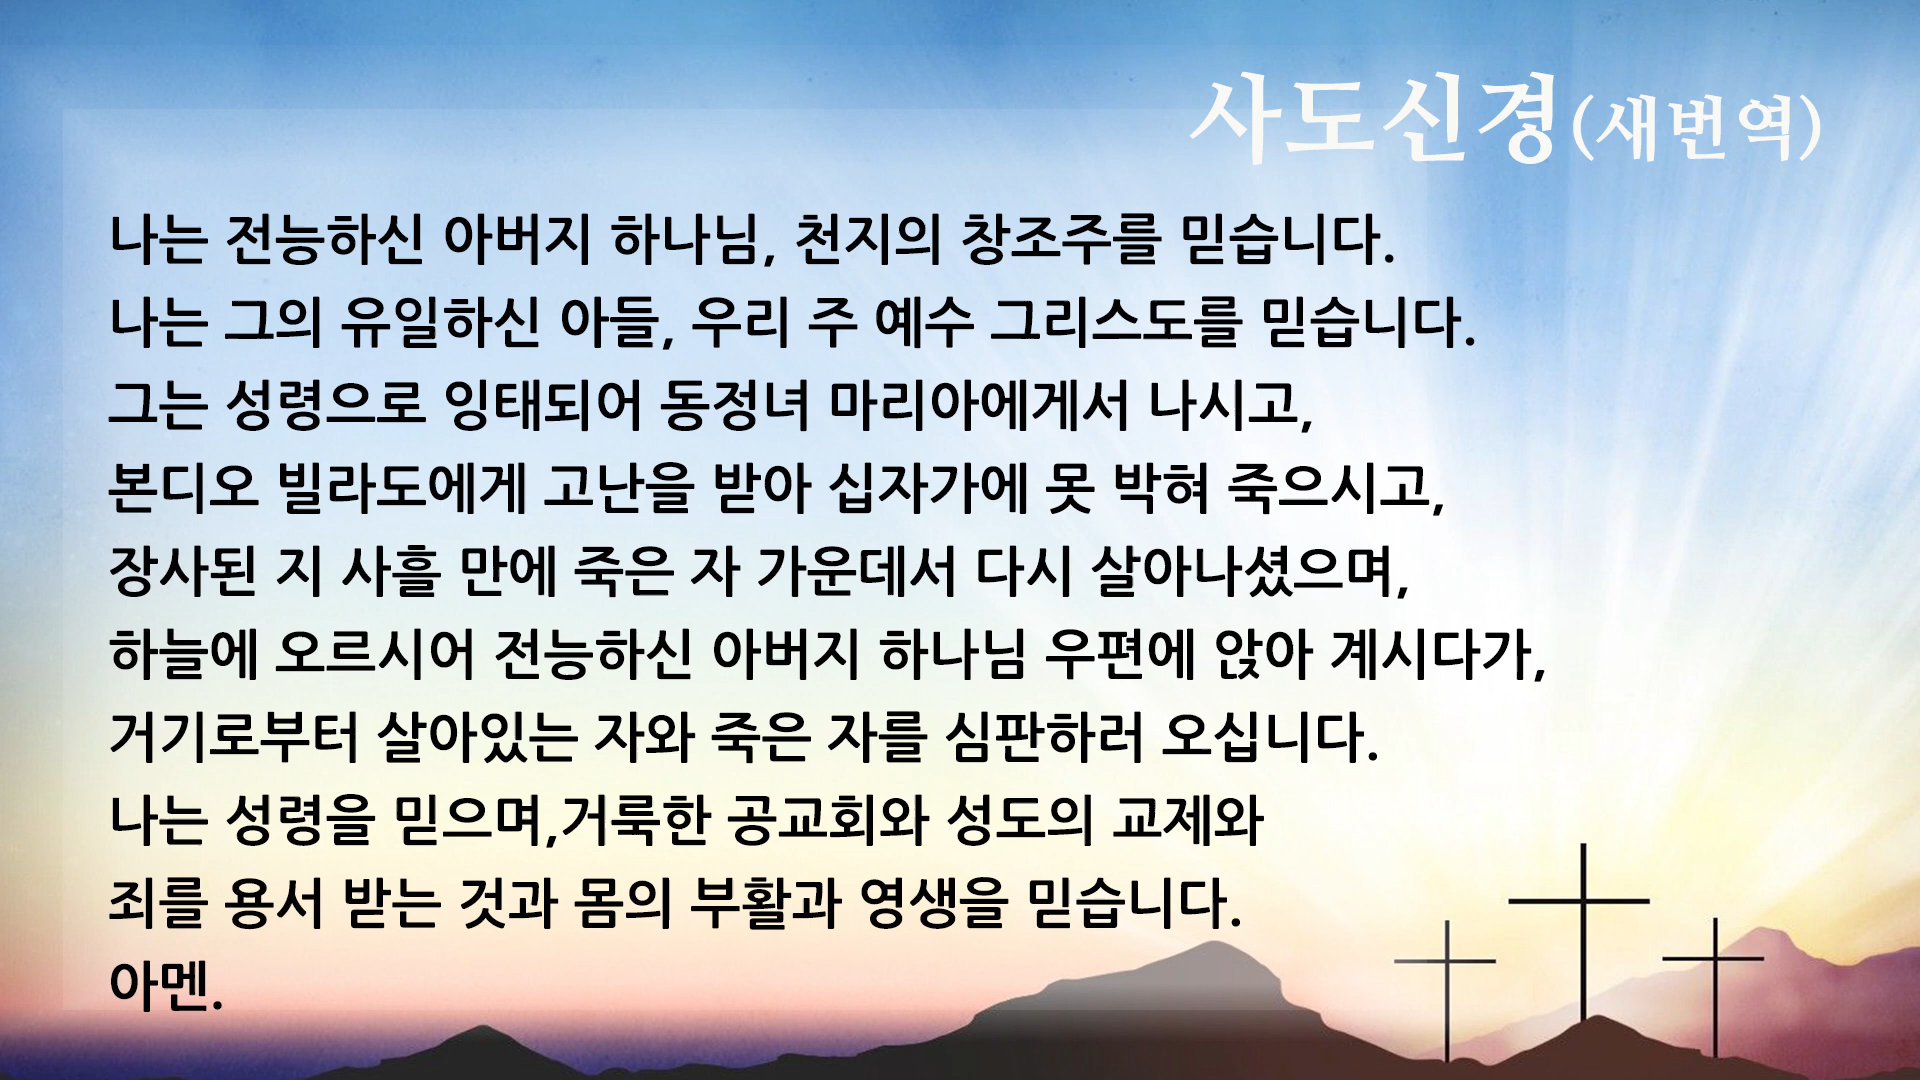 사도신경(새번역)
나는 전능하신 아버지 하나님, 천지의 창조주를 믿습니다.
나는 그의 유일하신 아들, 우리 주 예수 그리스도를 믿습니다.
그는 성령으로 잉태되어 동정녀 마리아에게서 나시고,
본디오 빌라도에게 고난을 받아 십자가에 못 박혀 죽으시고,
장사된 지 사흘 만에 죽은 자 가운데서 다시 살아나셨으며,
하늘에 오르시어 전능하신 아버지 하나님 우편에 앉아 계시다가,
거기로부터 살아있는 자와 죽은 자를 심판하러 오십니다.
나는 성령을 믿으며,거룩한 공교회와 성도의 교제와
죄를 용서 받는 것과 몸의 부활과 영생을 믿습니다.
아멘.